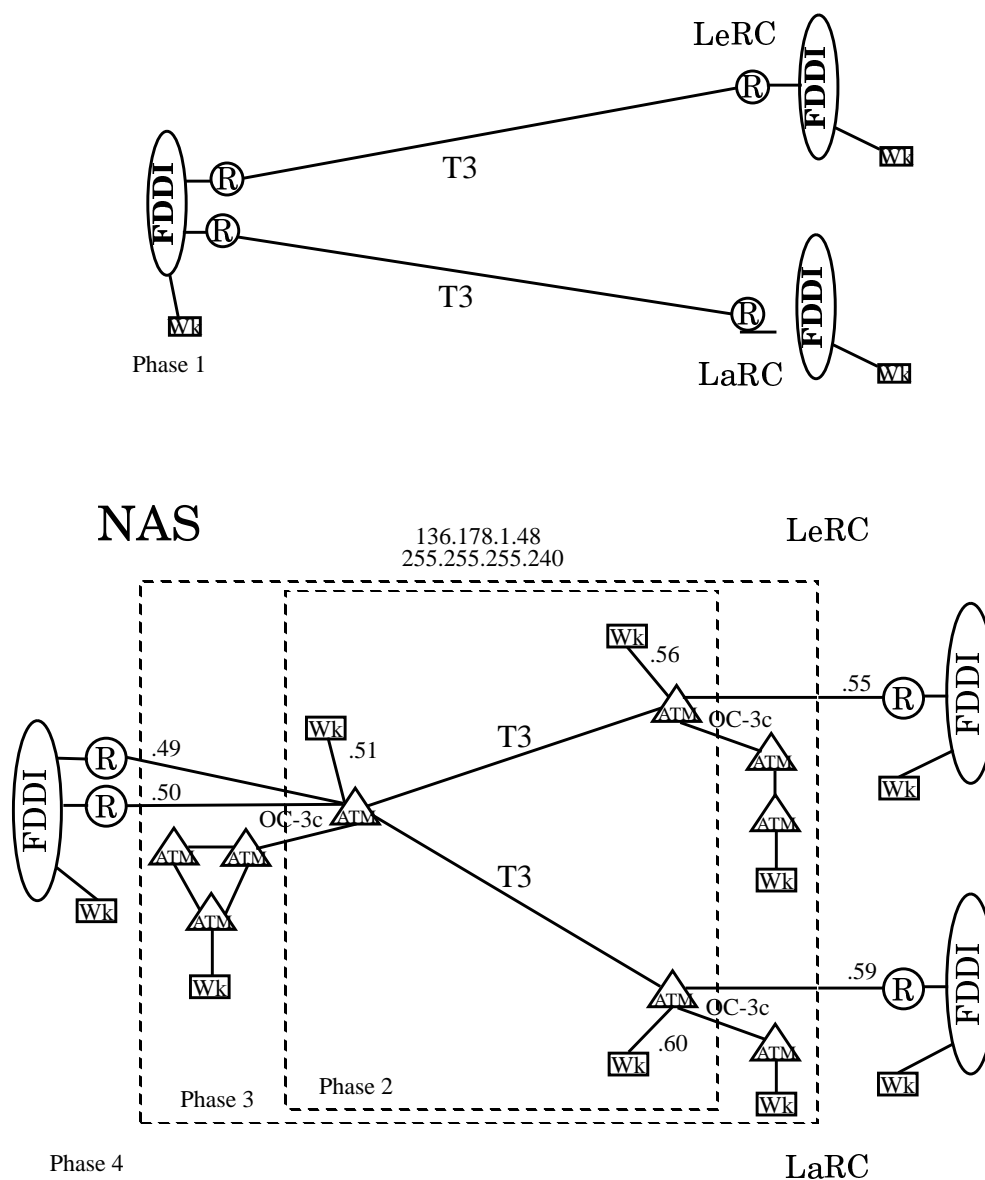 LeRC
R
FDDI
T3
Wk
FDDI
R
R
FDDI
T3
R
Wk
Phase 1
LaRC
Wk
NAS
136.178.1.48
255.255.255.240
LeRC
Wk
.56
.55
R
FDDI
ATM
OC-3c
Wk
.51
T3
ATM
.49
R
FDDI
.50
R
Wk
OC-3c
ATM
ATM
ATM
ATM
ATM
Wk
T3
Wk
ATM
Wk
.59
R
FDDI
ATM
OC-3c
.60
Wk
ATM
Wk
Wk
Phase 2
Phase 3
Phase 4
LaRC